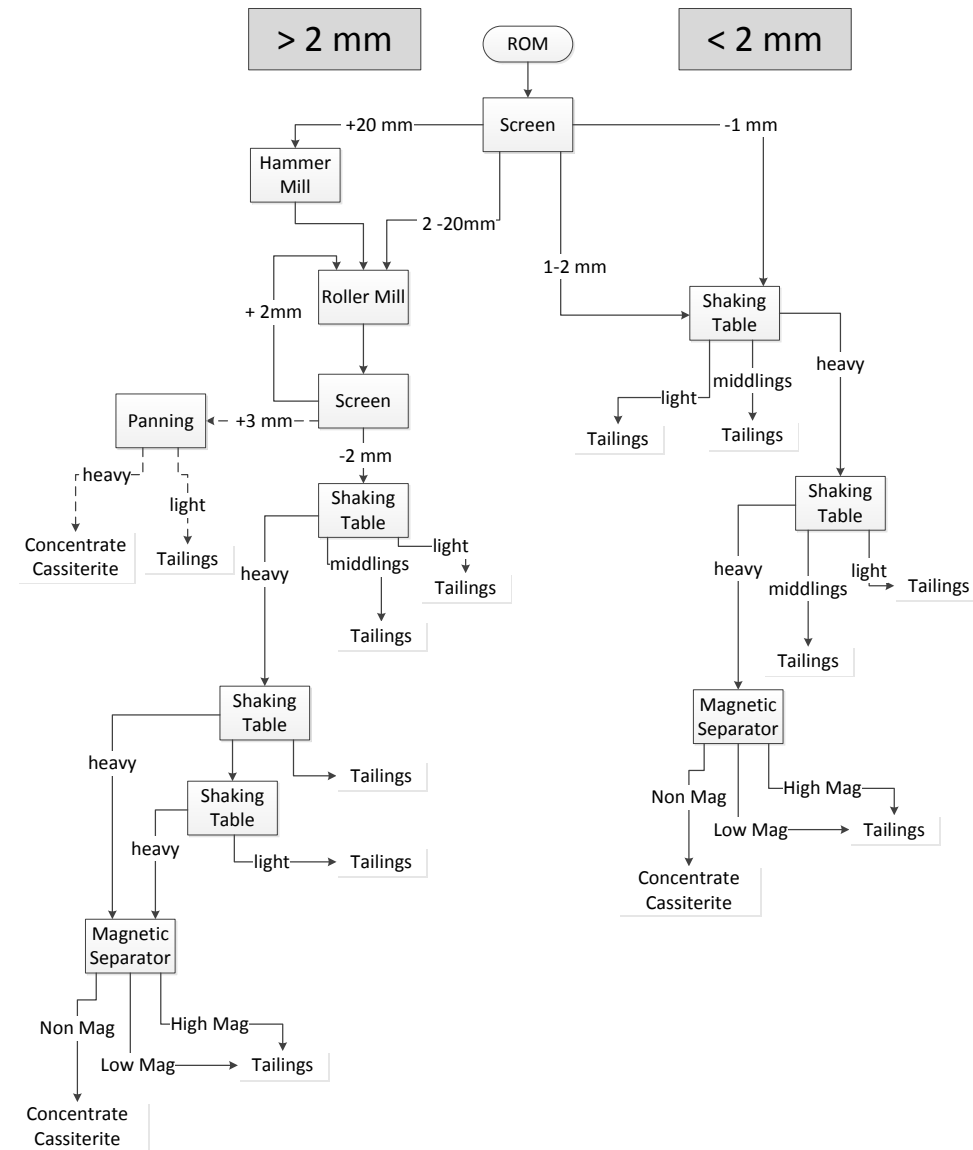 > 2 mm
ROM
< 2 mm
+20 mm
Screen
-1 mm
Hammer
Mill
2 -20mm
1-2 mm
Roller Mill
+ 2mm
Shaking
Table
heavy
middlings
light
Tailings
Tailings
Screen
Panning
+3 mm
-2 mm
heavy
light
Concentrate
Cassiterite
Tailings
Shaking
Table
light
middlings
heavy
Tailings
Tailings
Shaking
Table
heavy
middlings
light
Tailings
Tailings
Shaking
Table
heavy
Tailings
Shaking
Table
heavy
light
Tailings
Magnetic
Separator
Non Mag
High Mag
Low Mag
Tailings
Concentrate
Cassiterite
Magnetic
Separator
Non Mag
High Mag
Low Mag
Tailings
Concentrate
Cassiterite